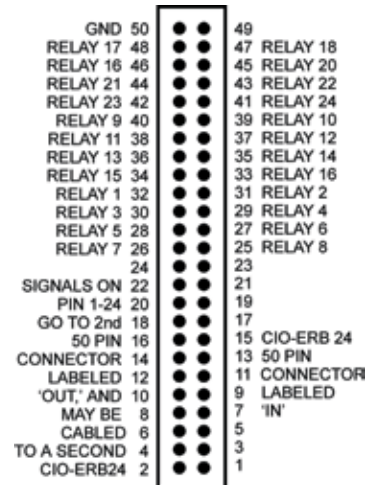 GND 50 49
RELAY 17 48 47 RELAY 18
RELAY 16 46 45 RELAY 20
RELAY 21 44 43 RELAY 22
RELAY 23 42 41 RELAY 24
RELAY 9 40 39 RELAY 10
RELAY 11 38 37 RELAY 12
RELAY 13 36 35 RELAY 14
RELAY 15 34 33 RELAY 16
RELAY 1 32 31 RELAY 2
RELAY 3 30 29 RELAY 4
RELAY 5 28 27 RELAY 6
RELAY 7 26 25 RELAY 8
24 23
SIGNALS ON 22 21
PIN 1-24 20 19
GO TO 2nd 18 17
50 PIN 16 15 CIO-ERB 24
CONNECTOR 14 13 50 PIN
LABELED 12 11 CONNECTOR
'OUT,' AND 10 9 LABELED
MAY BE 8 7 'IN'
CABLED 6 5
TO A SECOND 4 3
CIO-ERB24 2 1